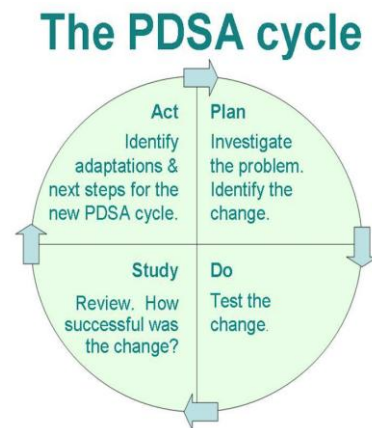 The PDSA cycle
Act
Identify
adaptations &
next steps for the
new PDSA cycle.
Plan
Investigate
the problem.
Identify the
change.
Study
Review. How
successful was
the change?
Do
Test the
change.